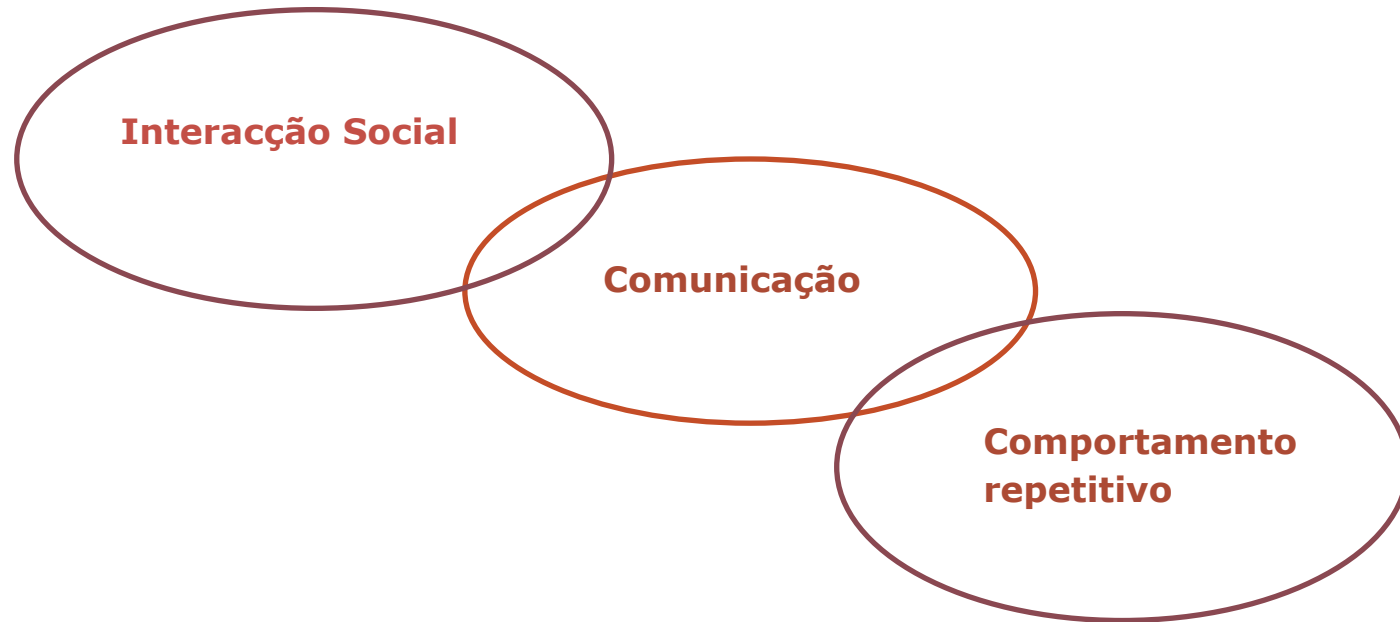 Interacção Social
Comunicação
Comportamento
repetitivo